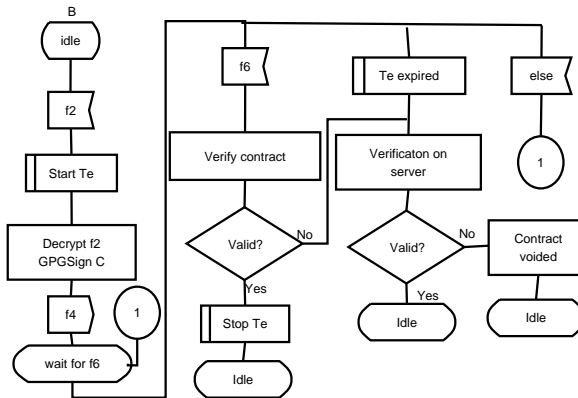 B
idle
f2
Start Te
Decrypt f2
GPGSign C
f4
1
wait for f6
f6
Verify contract
Valid?
No
Yes
Stop Te
Idle
Te expired
Verificaton on
server
Valid?
No
Yes
Idle
Contract
voided
Idle
else
1